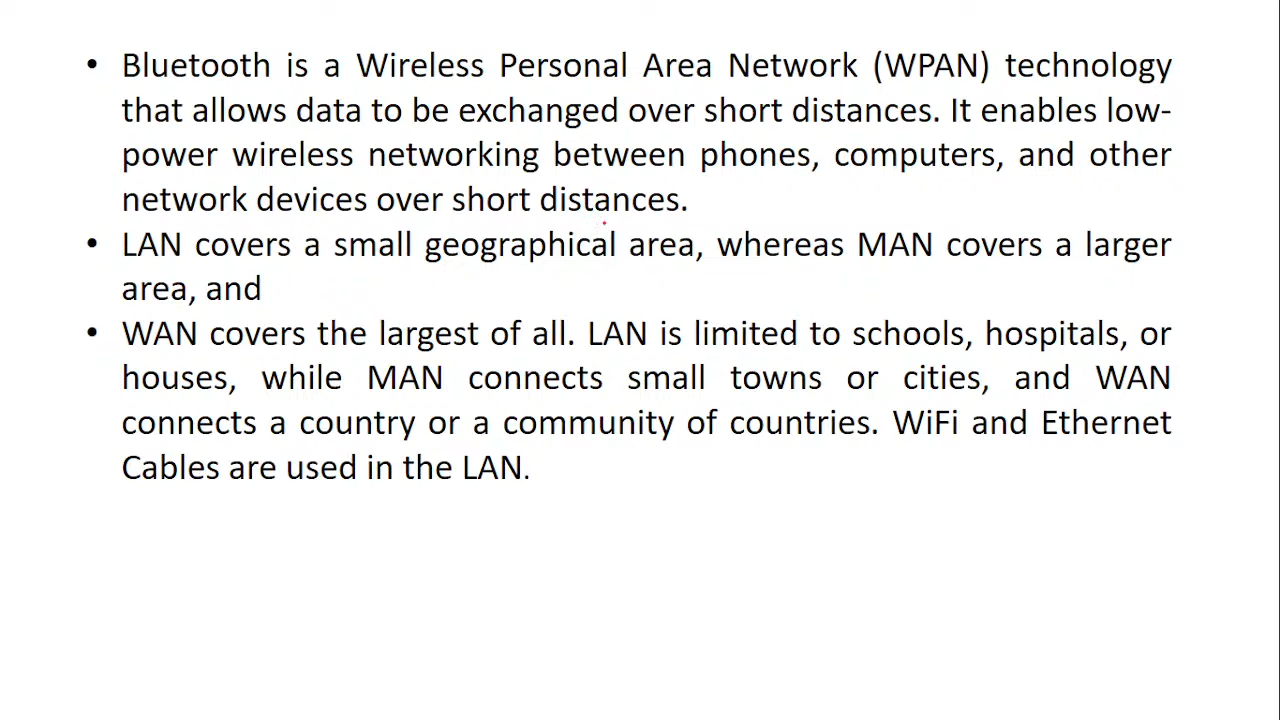 • Bluetooth is a Wireless Personal Area Network (WPAN) technology
that allows data to be exchanged over short distances. It enables low-
power wireless networking between phones, computers, and other
network devices over short distances.
• LAN covers a small geographical area, whereas MAN covers a larger
area, and
• WAN covers the largest of all. LAN is limited to schools, hospitals, or
houses, while MAN connects small towns or cities, and WAN
connects a country or a community of countries. WiFi and Ethernet
Cables are used in the LAN.